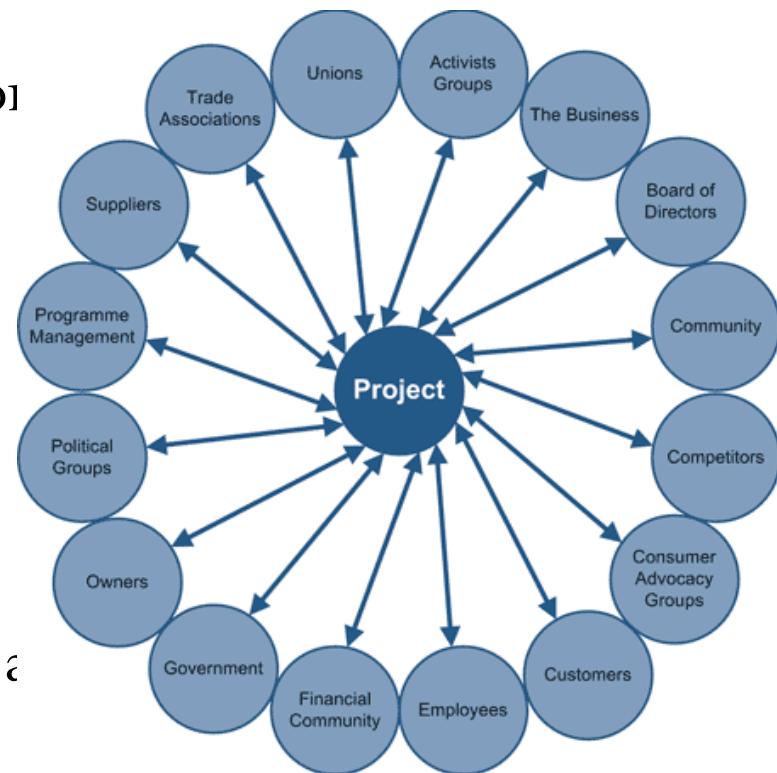 Unions
Activists
Groups
The Business
Board of
Directors
Community
Competitors
Consumer
Advocacy
Groups
Customers
Employees
Financial
Community
Government
Owners
Political
Groups
Programme
Management
Suppliers
Trade
Associations
Project